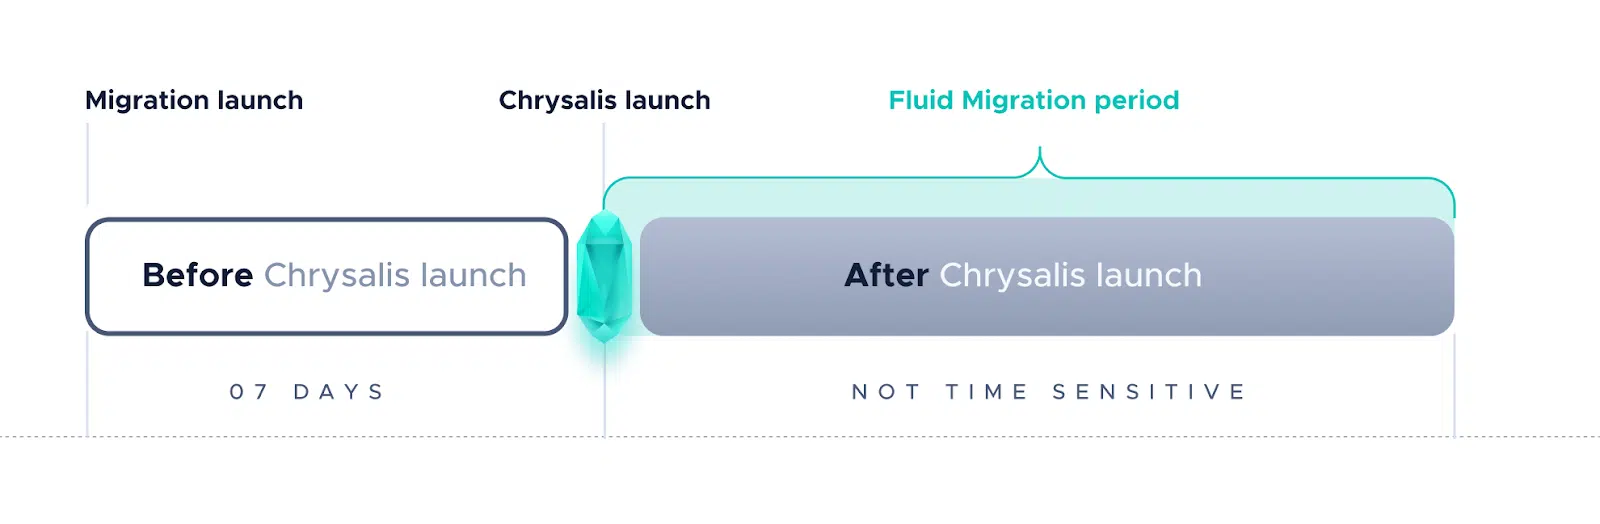 Migration launch
Chrysalis launch
Fluid Migration period
Before Chrysalis launch
After Chrysalis launch
07 DAYS
NOT TIME SENSITIVE